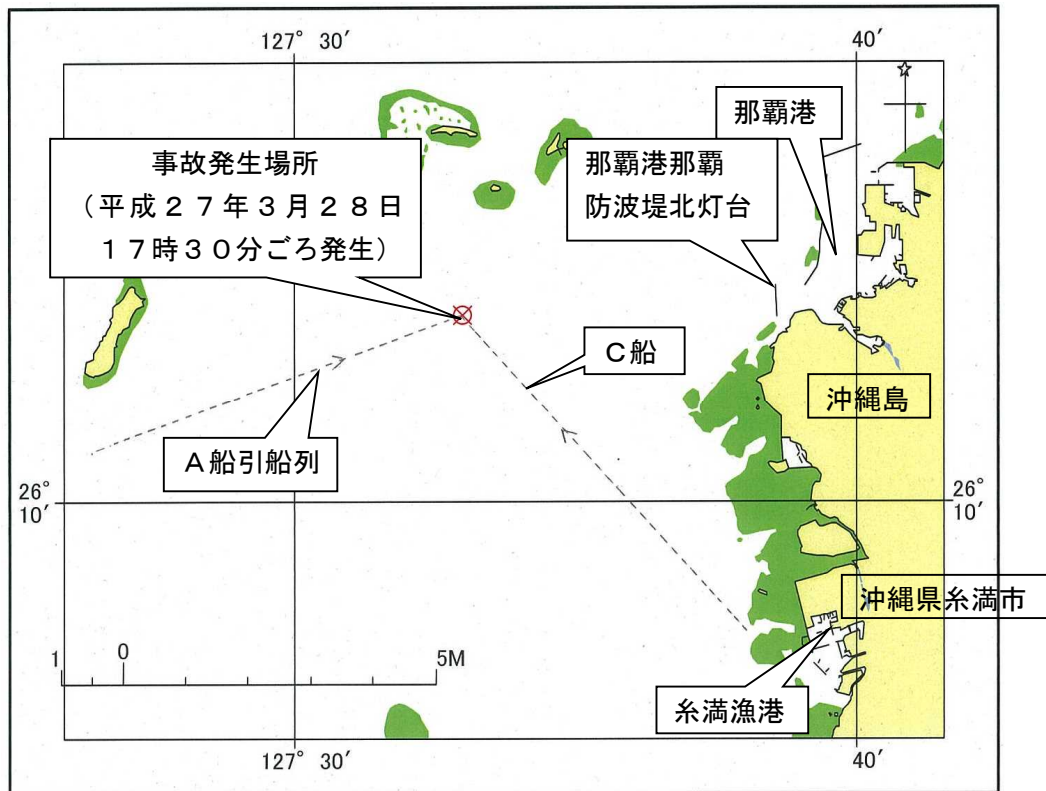 127° 30′
40′
那覇港
事故発生場所
（平成２７年３月２８日
１７時３０分ごろ発生）
那覇港那覇
防波堤北灯台
Ｃ船
沖縄島
Ａ船引船列
26°
10′
26°
10′
沖縄県糸満市
1
0
5M
糸満漁港
127° 30′
40′